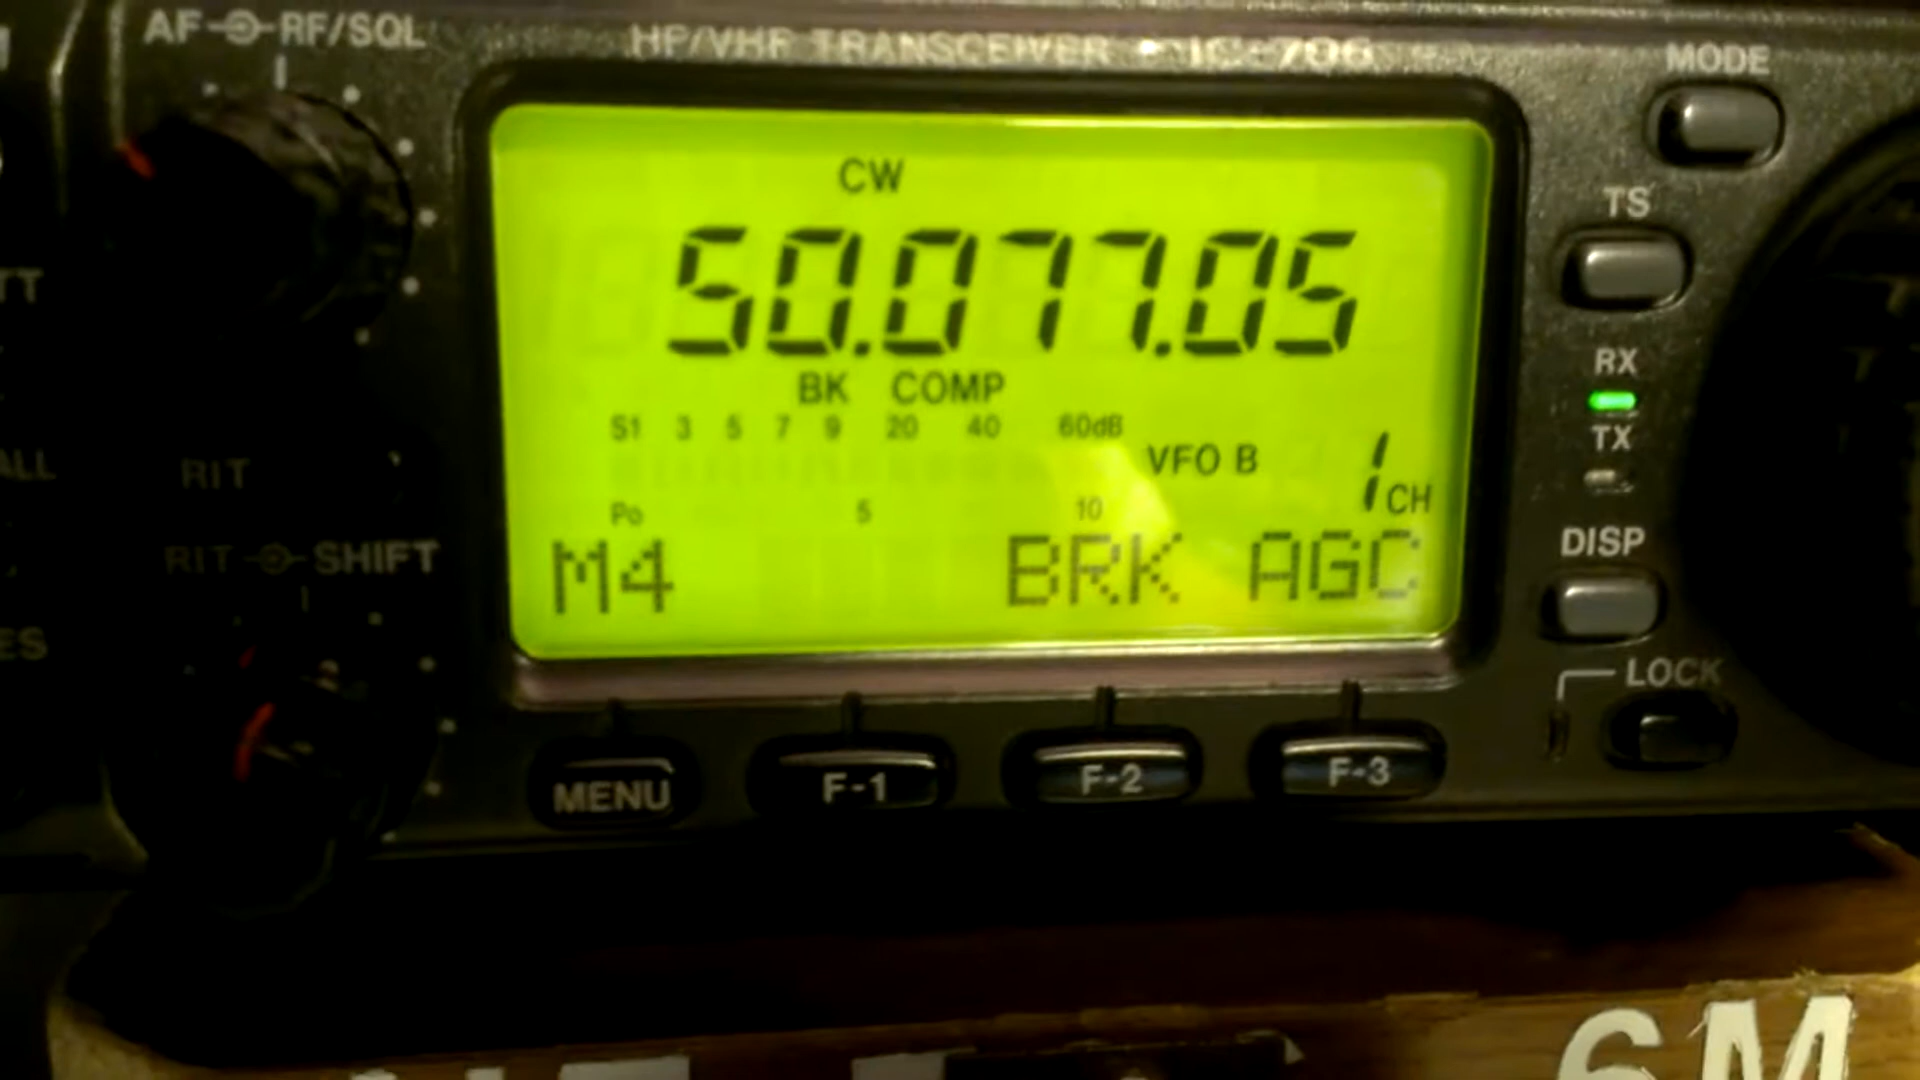 AF RF/SQL
HF/VHF TRANSCEIVER IC-706
MODE
CW
TS
50.077.05
RX
BK COMP
S1 3 5 7 9 20 40 60dB
TX
VFO B 1CH
RIT
Po 5 10
DISP
RIT SHIFT
M4 BRK AGC
LOCK
MENU F-1 F-2 F-3
6M